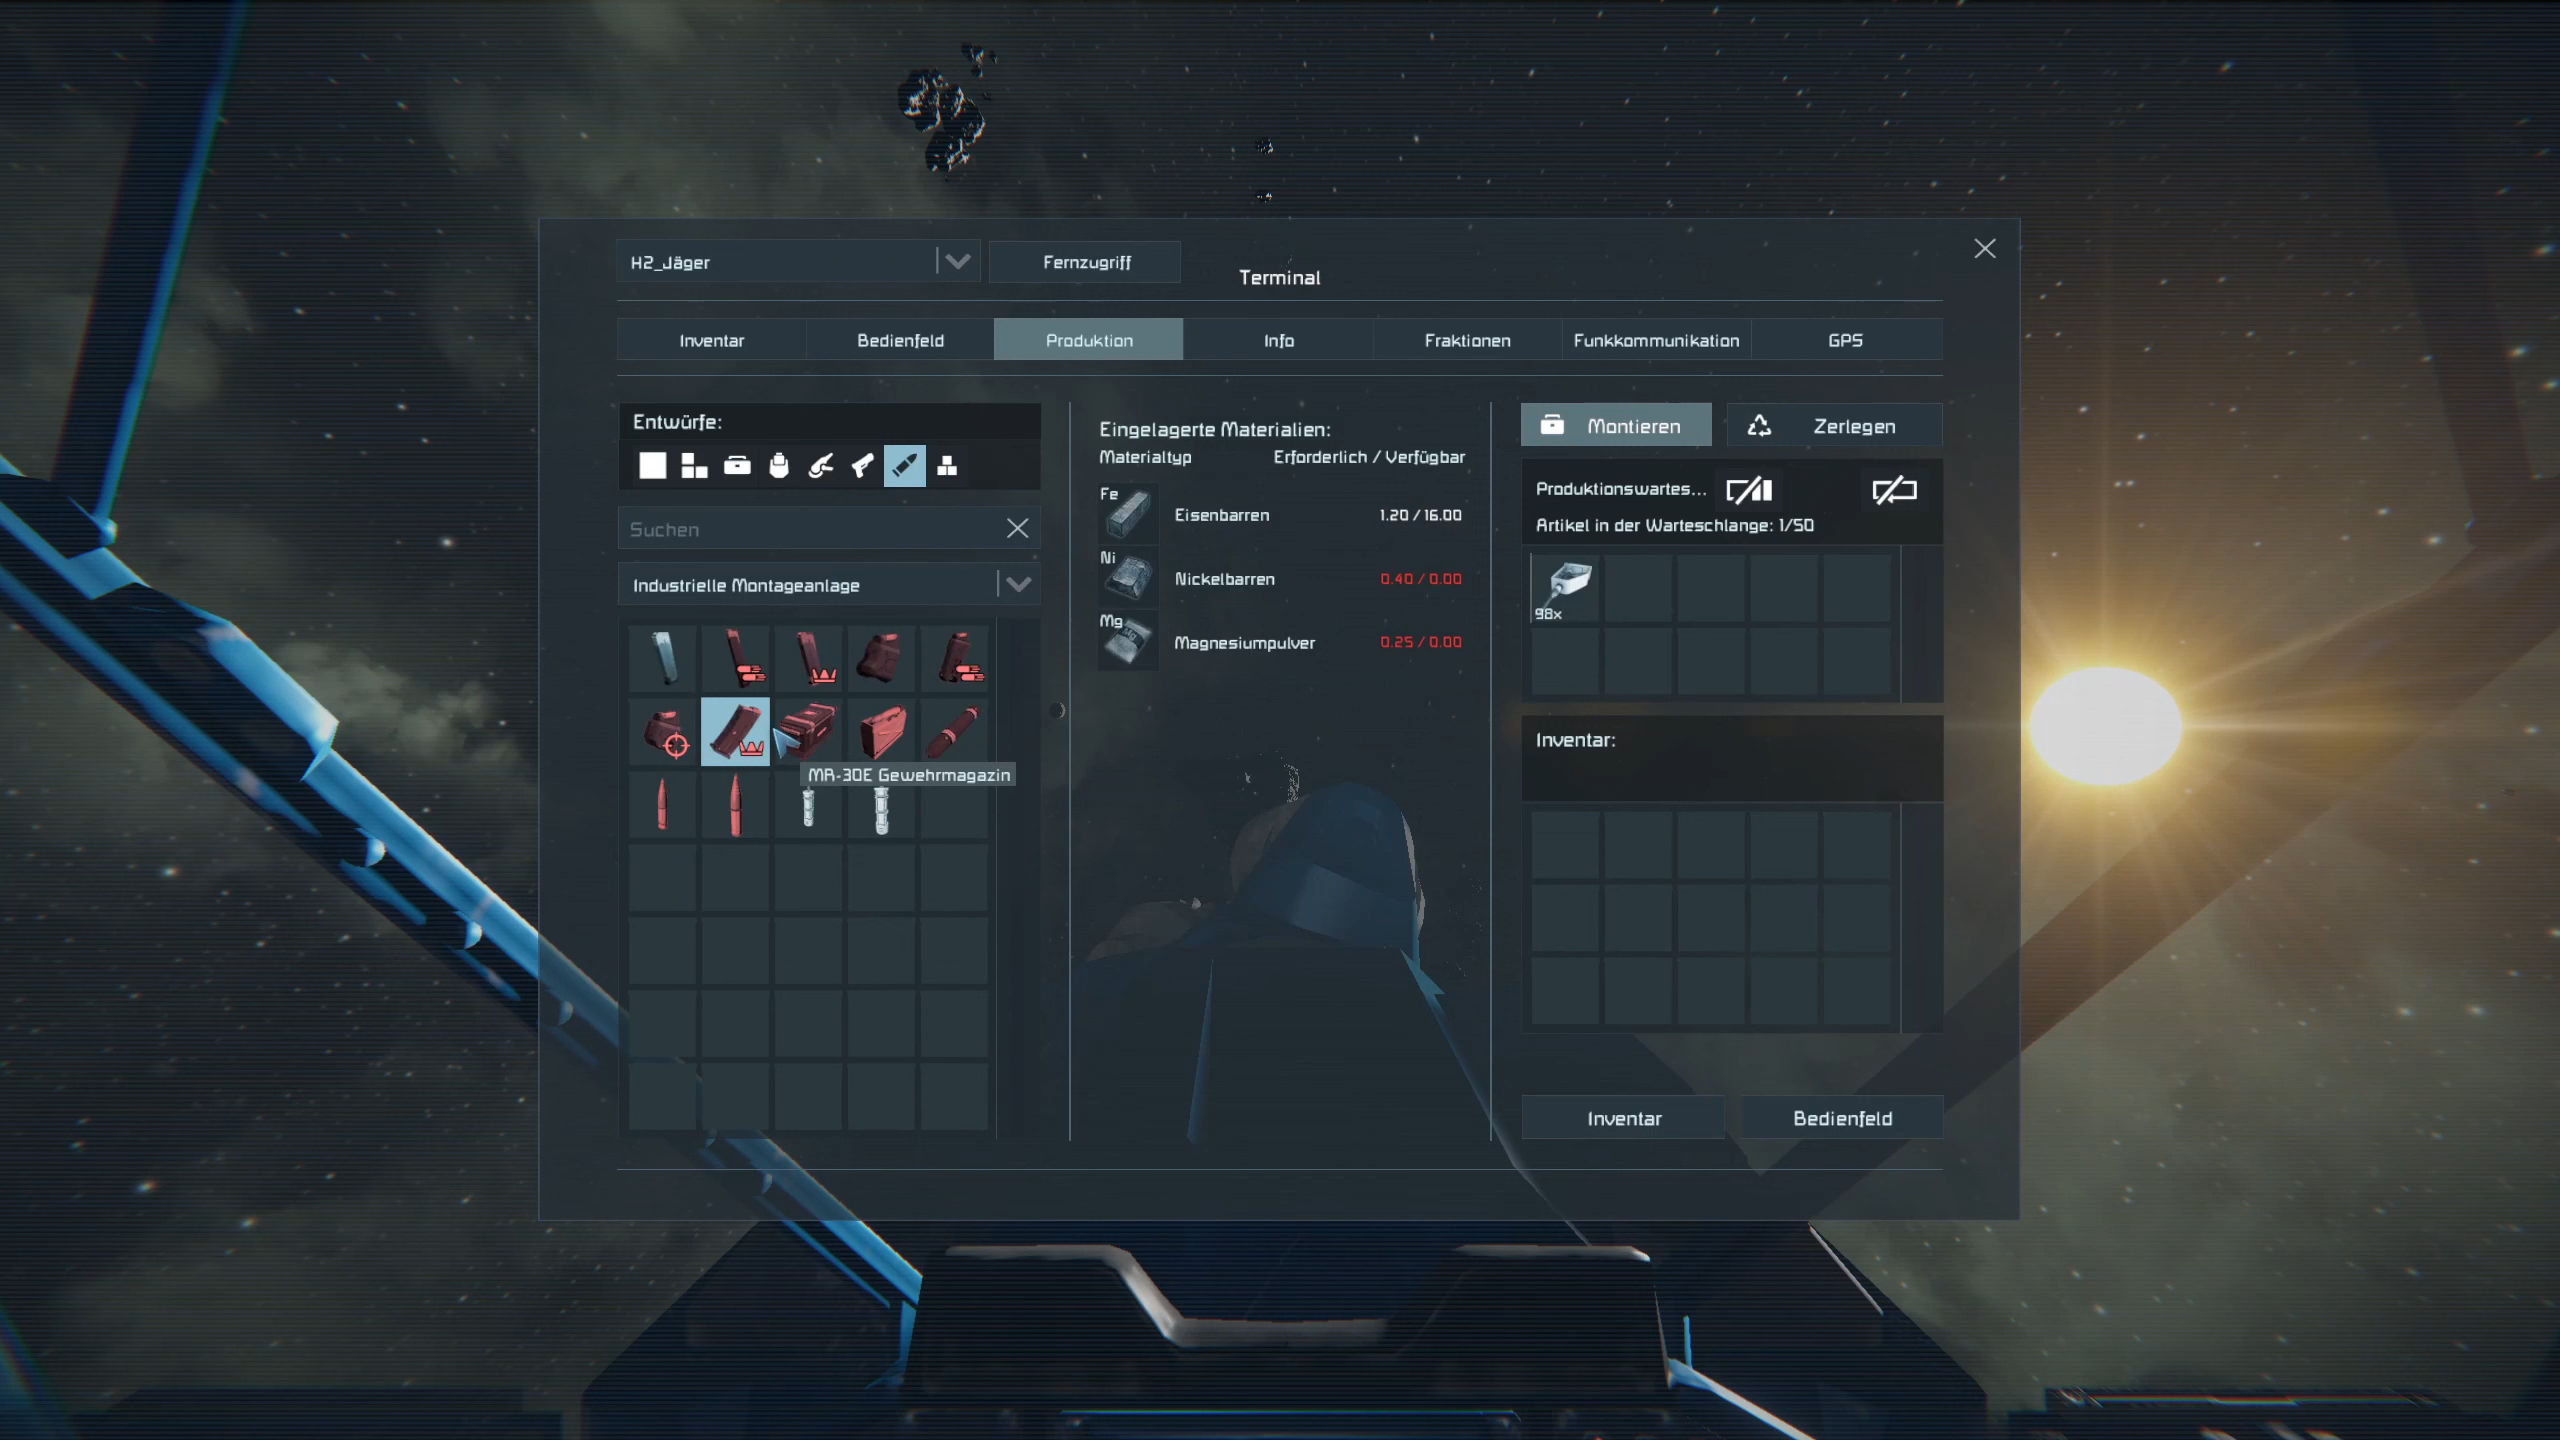 H2_Jäger
Fernzugriff
Terminal
Inventar
Bedienfeld
Produktion
Info
Fraktionen
Funkkommunikation
GPS
Entwürfe:
Suchen
Industrielle Montageanlage
MR-30E Gewehrmagazin
Eingelagerte Materialien:
Materialtyp Erforderlich / Verfügbar
Fe
Eisenbarren 1.20 / 16.00
Ni
Nickelbarren 0.40 / 0.00
Mg
Mg
Magnesiumpulver 0.25 / 0.00
Montieren
Zerlegen
Produktionswartes...
Artikel in der Warteschlange: 1/50
98x
Inventar:
Inventar
Bedienfeld